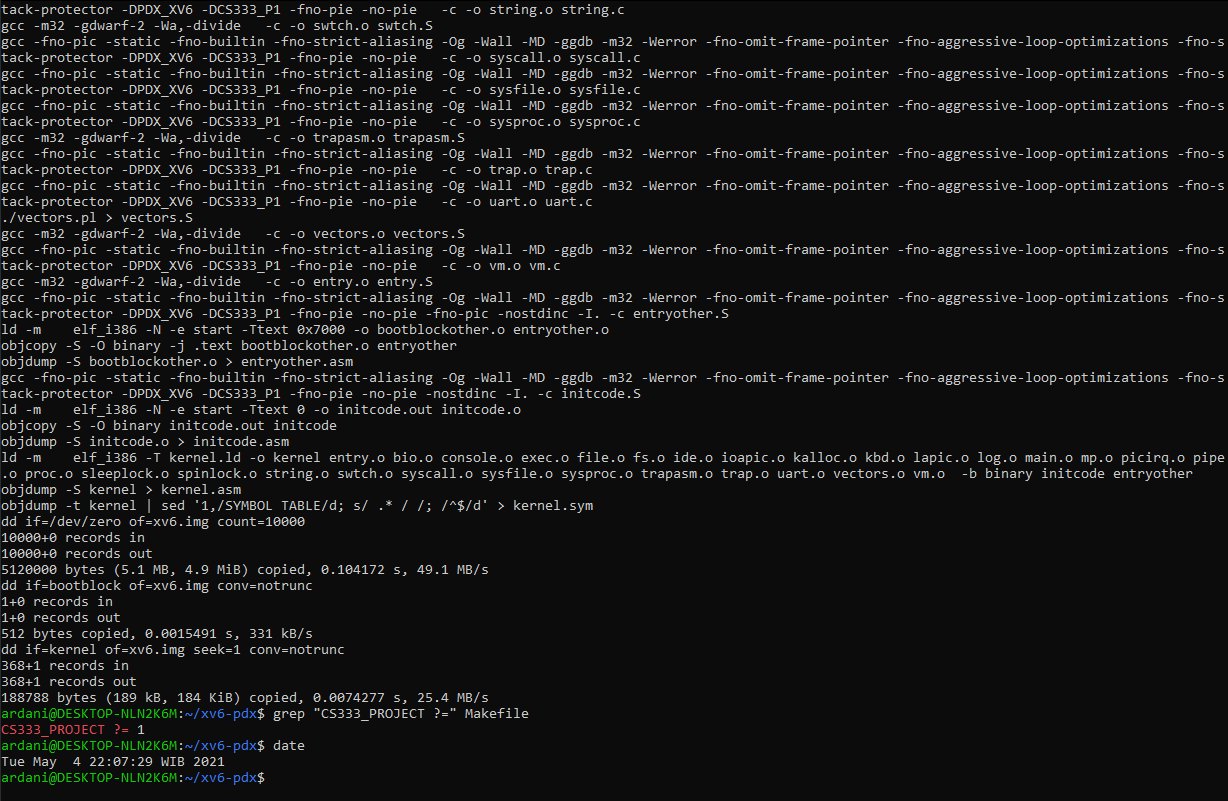 tack-protector -DPDX_XV6 -DCS333_P1 -fno-pie -no-pie   -c -o string.o string.c
gcc -m32 -gdwarf-2 -Wa,-divide   -c -o swtch.o swtch.S
gcc -fno-pic -static -fno-builtin -fno-strict-aliasing -Og -Wall -MD -ggdb -m32 -Werror -fno-omit-frame-pointer -fno-aggressive-loop-optimizations -fno-s
tack-protector -DPDX_XV6 -DCS333_P1 -fno-pie -no-pie   -c -o syscall.o syscall.c
gcc -fno-pic -static -fno-builtin -fno-strict-aliasing -Og -Wall -MD -ggdb -m32 -Werror -fno-omit-frame-pointer -fno-aggressive-loop-optimizations -fno-s
tack-protector -DPDX_XV6 -DCS333_P1 -fno-pie -no-pie   -c -o sysfile.o sysfile.c
gcc -fno-pic -static -fno-builtin -fno-strict-aliasing -Og -Wall -MD -ggdb -m32 -Werror -fno-omit-frame-pointer -fno-aggressive-loop-optimizations -fno-s
tack-protector -DPDX_XV6 -DCS333_P1 -fno-pie -no-pie   -c -o sysproc.o sysproc.c
gcc -m32 -gdwarf-2 -Wa,-divide   -c -o trapasm.o trapasm.S
gcc -fno-pic -static -fno-builtin -fno-strict-aliasing -Og -Wall -MD -ggdb -m32 -Werror -fno-omit-frame-pointer -fno-aggressive-loop-optimizations -fno-s
tack-protector -DPDX_XV6 -DCS333_P1 -fno-pie -no-pie   -c -o trap.o trap.c
gcc -fno-pic -static -fno-builtin -fno-strict-aliasing -Og -Wall -MD -ggdb -m32 -Werror -fno-omit-frame-pointer -fno-aggressive-loop-optimizations -fno-s
tack-protector -DPDX_XV6 -DCS333_P1 -fno-pie -no-pie   -c -o uart.o uart.c
./vectors.pl > vectors.S
gcc -m32 -gdwarf-2 -Wa,-divide   -c -o vectors.o vectors.S
gcc -fno-pic -static -fno-builtin -fno-strict-aliasing -Og -Wall -MD -ggdb -m32 -Werror -fno-omit-frame-pointer -fno-aggressive-loop-optimizations -fno-s
tack-protector -DPDX_XV6 -DCS333_P1 -fno-pie -no-pie   -c -o vm.o vm.c
gcc -m32 -gdwarf-2 -Wa,-divide   -c -o entry.o entry.S
gcc -fno-pic -static -fno-builtin -fno-strict-aliasing -Og -Wall -MD -ggdb -m32 -Werror -fno-omit-frame-pointer -fno-aggressive-loop-optimizations -fno-s
tack-protector -DPDX_XV6 -DCS333_P1 -fno-pie -no-pie -fno-pic -nostdinc -I. -c entryother.S
ld -m    elf_i386 -N -e start -Ttext 0x7000 -o bootblockother.o entryother.o
objcopy -S -O binary -j .text bootblockother.o entryother
objdump -S bootblockother.o > entryother.asm
gcc -fno-pic -static -fno-builtin -fno-strict-aliasing -Og -Wall -MD -ggdb -m32 -Werror -fno-omit-frame-pointer -fno-aggressive-loop-optimizations -fno-s
tack-protector -DPDX_XV6 -DCS333_P1 -fno-pie -no-pie -nostdinc -I. -c initcode.S
ld -m    elf_i386 -N -e start -Ttext 0 -o initcode.out initcode.o
objcopy -S -O binary initcode.out initcode
objdump -S initcode.o > initcode.asm
ld -m    elf_i386 -T kernel.ld -o kernel entry.o bio.o console.o exec.o file.o fs.o ide.o ioapic.o kalloc.o kbd.o lapic.o log.o main.o mp.o picirq.o pipe
.o proc.o sleeplock.o spinlock.o string.o swtch.o syscall.o sysfile.o sysproc.o trapasm.o trap.o uart.o vectors.o vm.o  -b binary initcode entryother
objdump -S kernel > kernel.asm
objdump -t kernel | sed '1,/SYMBOL TABLE/d; s/ .* / /; /^$/d' > kernel.sym
dd if=/dev/zero of=xv6.img count=10000
10000+0 records in
10000+0 records out
5120000 bytes (5.1 MB, 4.9 MiB) copied, 0.104172 s, 49.1 MB/s
dd if=bootblock of=xv6.img conv=notrunc
1+0 records in
1+0 records out
512 bytes copied, 0.0015491 s, 331 kB/s
dd if=kernel of=xv6.img seek=1 conv=notrunc
368+1 records in
368+1 records out
188788 bytes (189 kB, 184 KiB) copied, 0.0074277 s, 25.4 MB/s
ardani@DESKTOP-NLN2K6M:~/xv6-pdx$ grep "CS333_PROJECT ?=" Makefile
CS333_PROJECT ?= 1
ardani@DESKTOP-NLN2K6M:~/xv6-pdx$ date
Tue May  4 22:07:29 WIB 2021
ardani@DESKTOP-NLN2K6M:~/xv6-pdx$